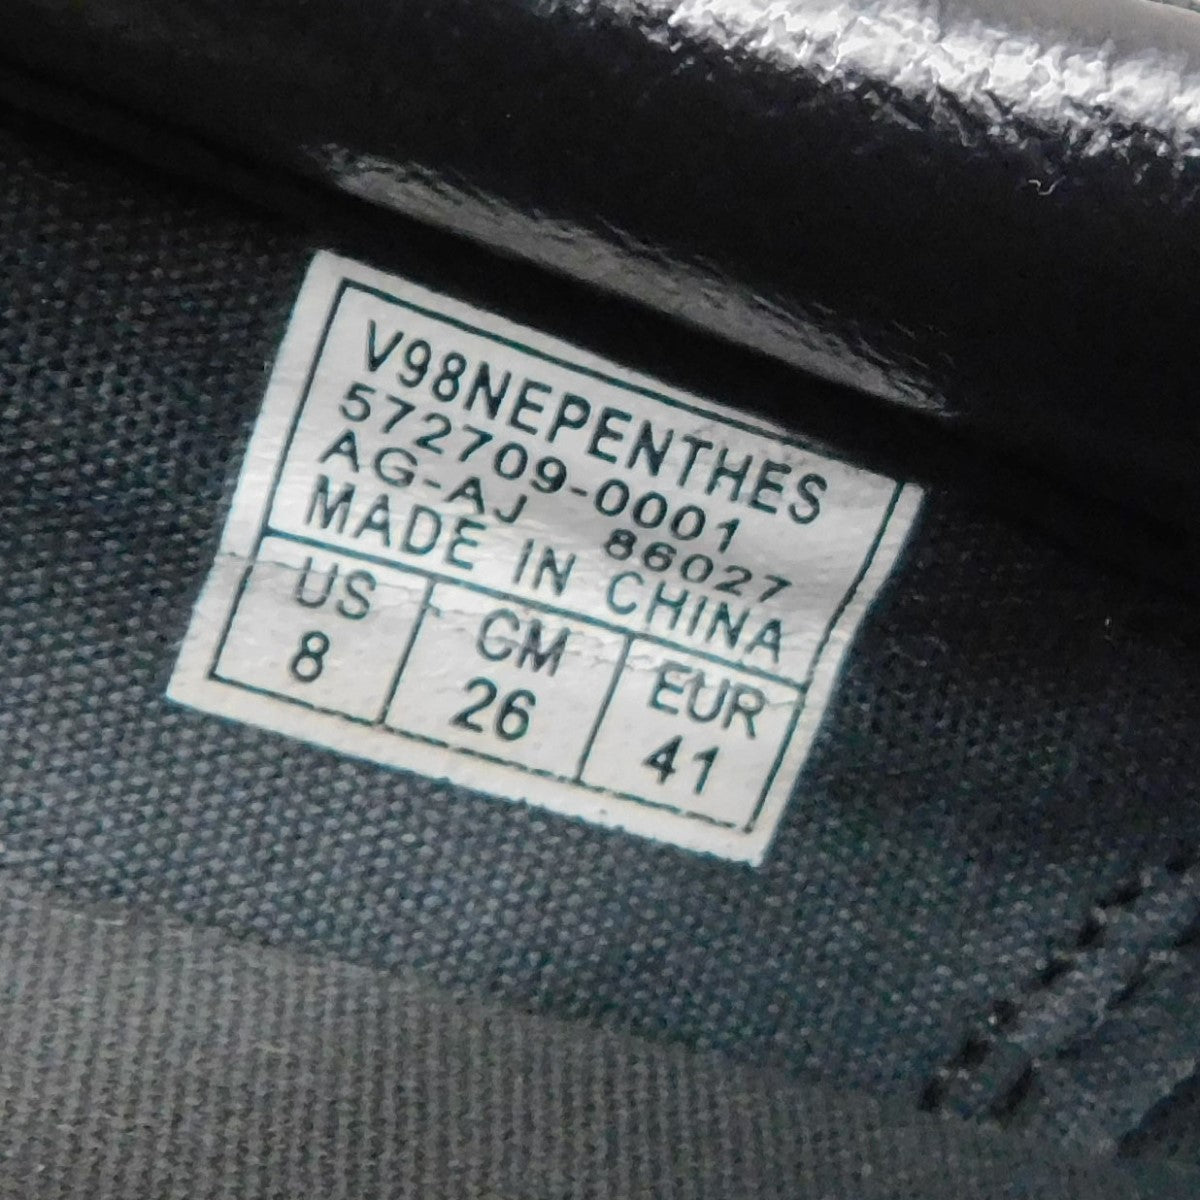 V98NEPENTHES
572709-0001
AG-AJ 86027
MADE IN CHINA
US CM EUR
8 26 41